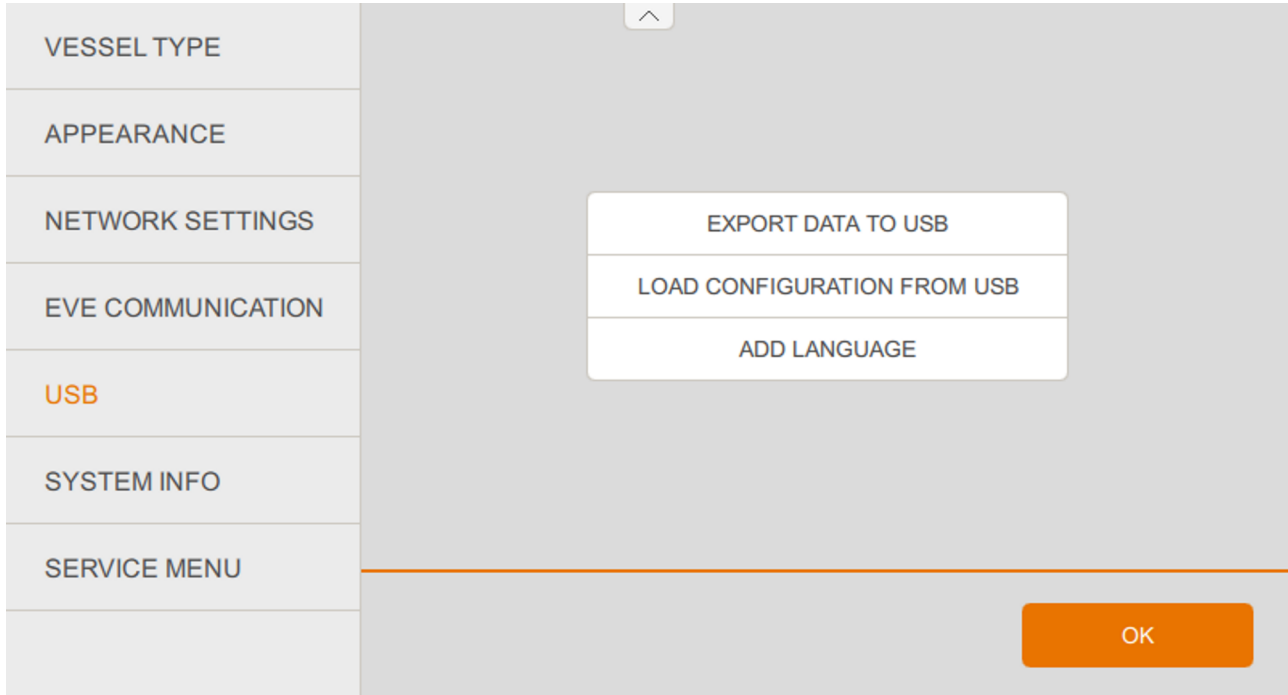 VESSEL TYPE
APPEARANCE
NETWORK SETTINGS
EVE COMMUNICATION
USB
SYSTEM INFO
SERVICE MENU
EXPORT DATA TO USB
LOAD CONFIGURATION FROM USB
ADD LANGUAGE
OK